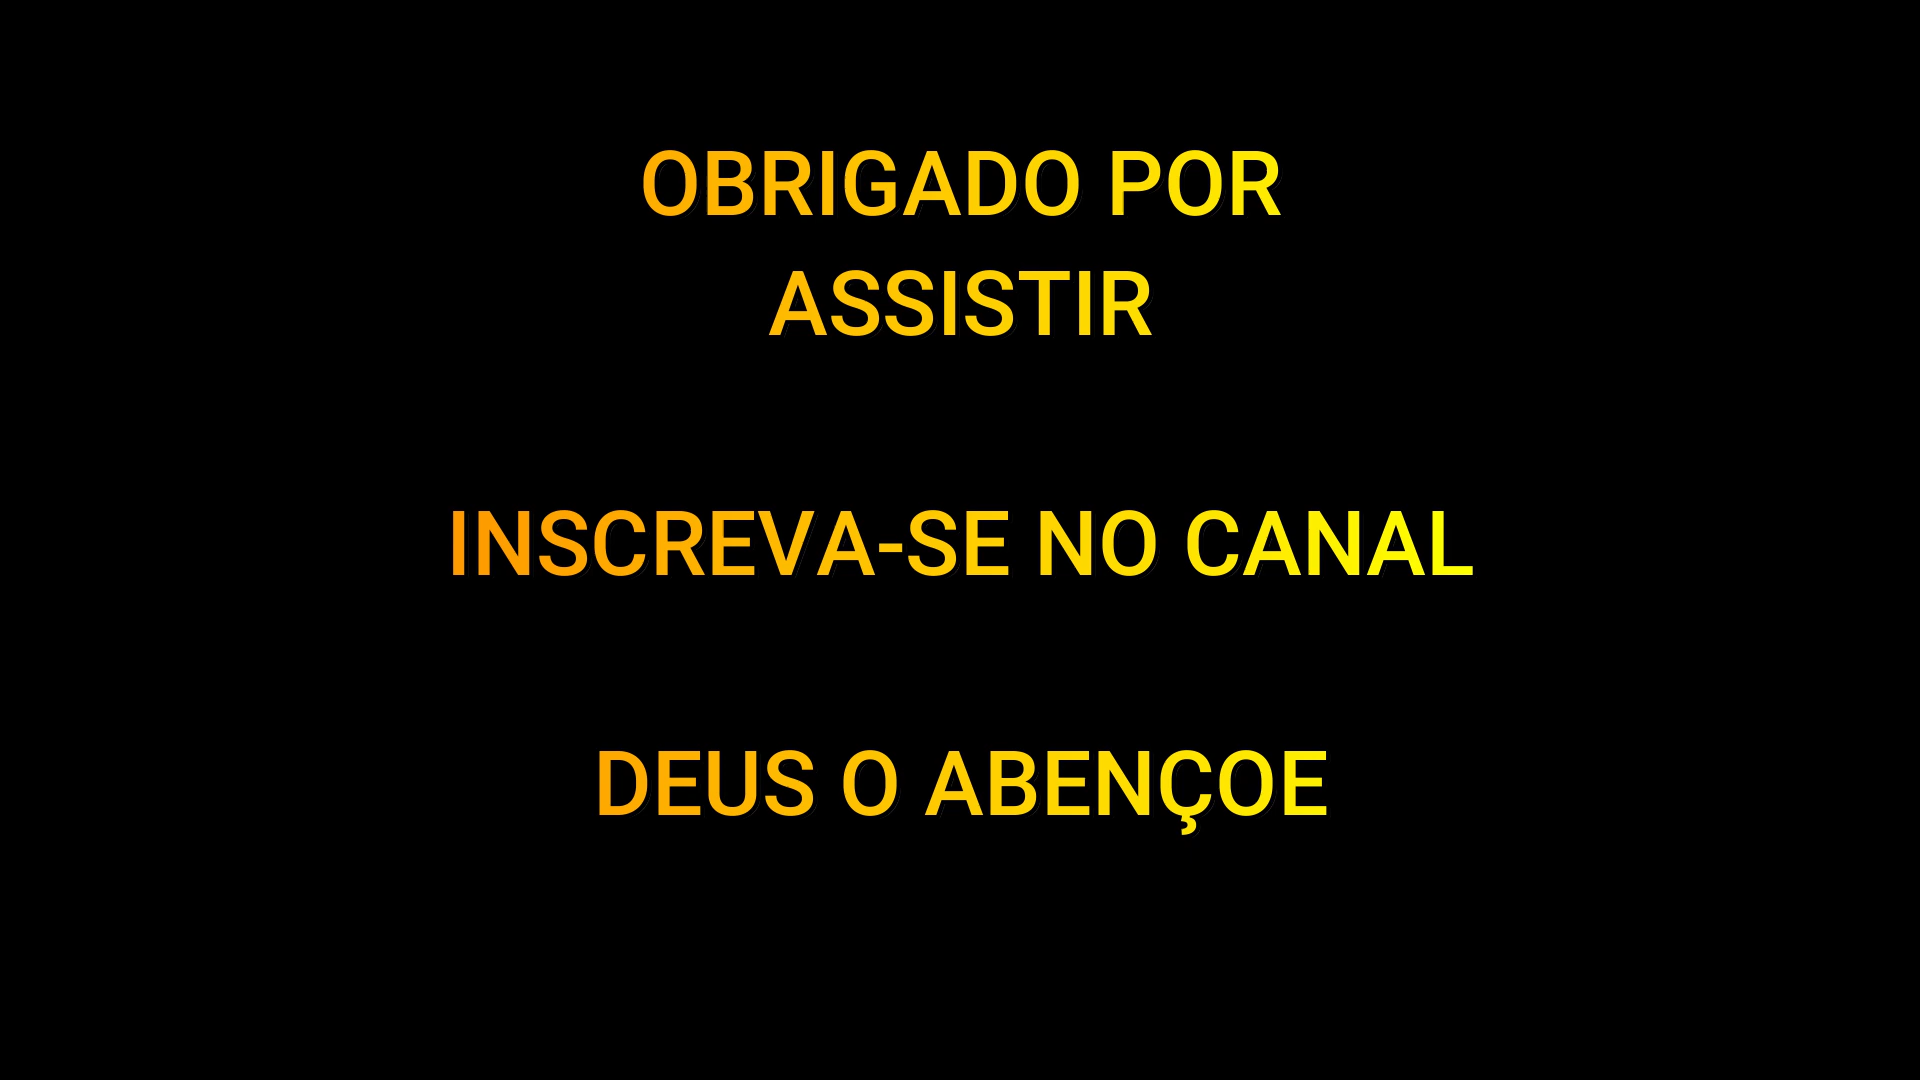 OBRIGADO POR
ASSISTIR
INSCREVA-SE NO CANAL
DEUS O ABENÇOE